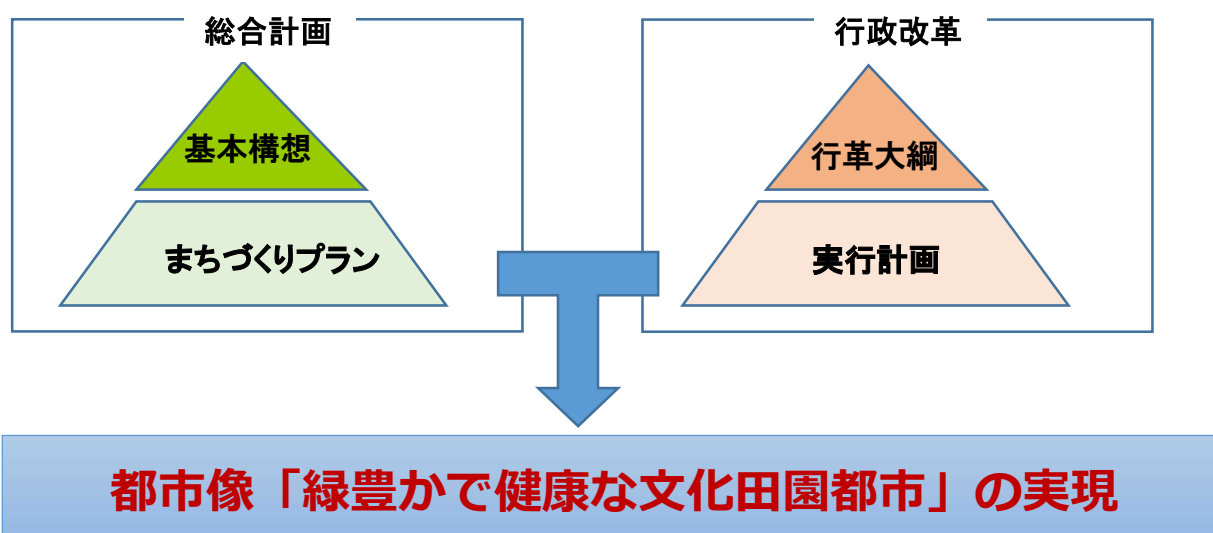 総合計画
基本構想
まちづくりプラン
行政改革
行革大綱
実行計画
都市像「緑豊かで健康な文化田園都市」の実現